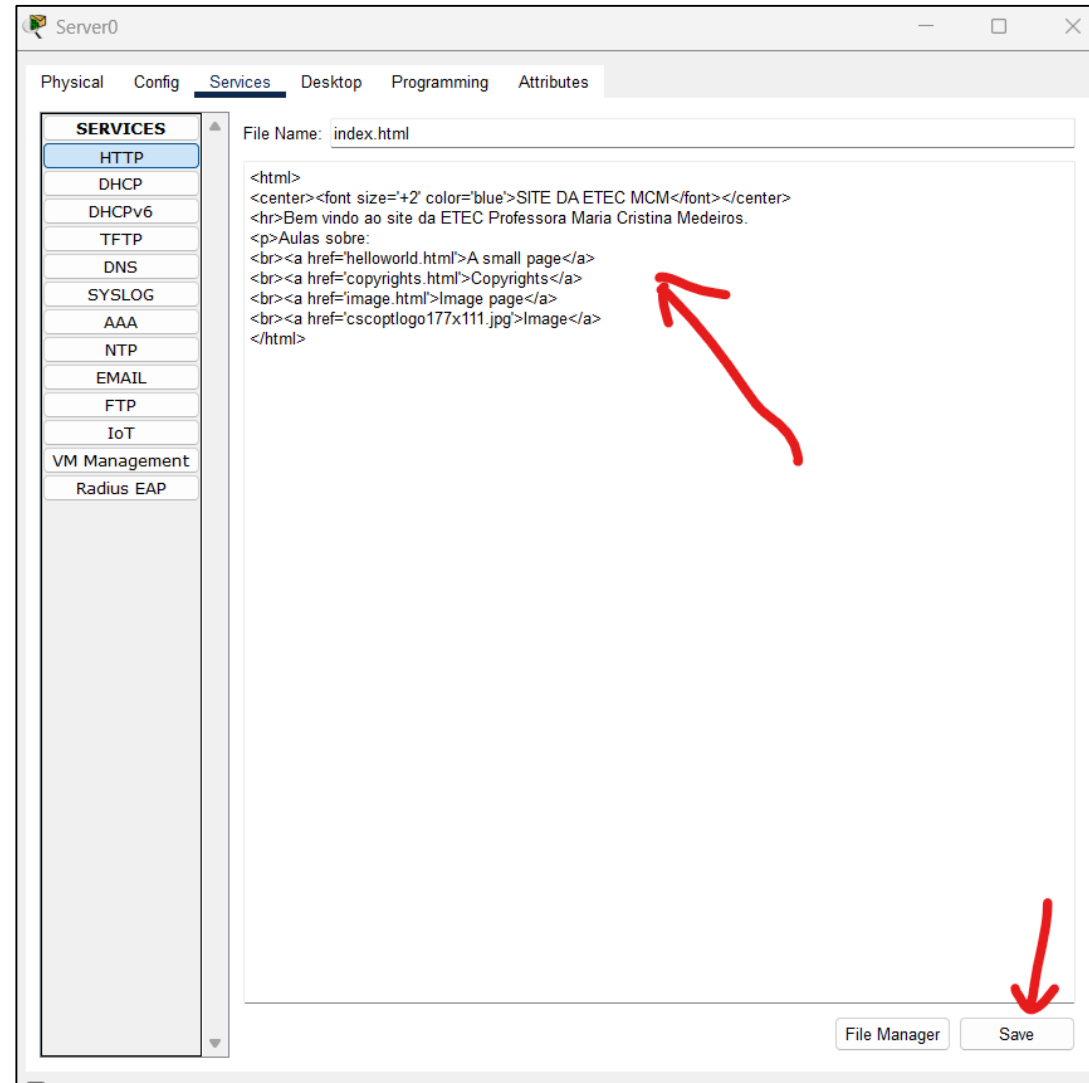 Server0
Physical Config Services Desktop Programming Attributes
SERVICES
HTTP
DHCP
DHCPv6
TFTP
DNS
SYSLOG
AAA
NTP
EMAIL
FTP
IoT
VM Management
Radius EAP
File Name: index.html
<html>
<center><font size='+2' color='blue'>SITE DA ETEC MCM</font></center>
<hr>Bem vindo ao site da ETEC Professora Maria Cristina Medeiros.
<p>Aulas sobre:
<br><a href='helloworld.html'>A small page</a>
<br><a href='copyrights.html'>Copyrights</a>
<br><a href='image.html'>Image page</a>
<br><a href='cscoptlogo177x111.jpg'>Image</a>
</html>
File Manager Save